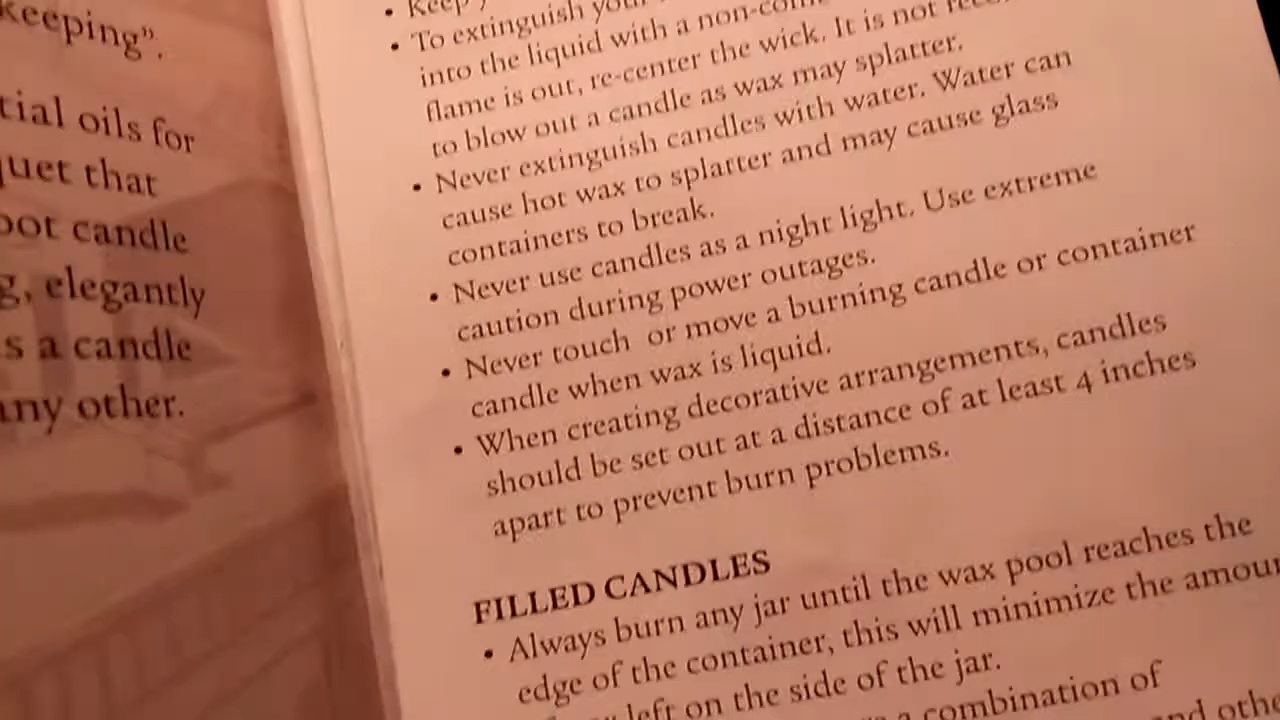 keeping”.
tial oils for
quet that
oot candle
g, elegantly
s a candle
any other.
• Keep
• To extinguish your
into the liquid with a non-com
flame is out, re-center the wick. It is not
to blow out a candle as wax may splatter.
• Never extinguish candles with water. Water can
cause hot wax to splatter and may cause glass
containers to break.
• Never use candles as a night light. Use extreme
caution during power outages.
• Never touch or move a burning candle or container
candle when wax is liquid.
• When creating decorative arrangements, candles
should be set out at a distance of at least 4 inches
apart to prevent burn problems.
FILLED CANDLES
• Always burn any jar until the wax pool reaches the
edge of the container, this will minimize the amoun
left on the side of the jar.
a combination of
and othe